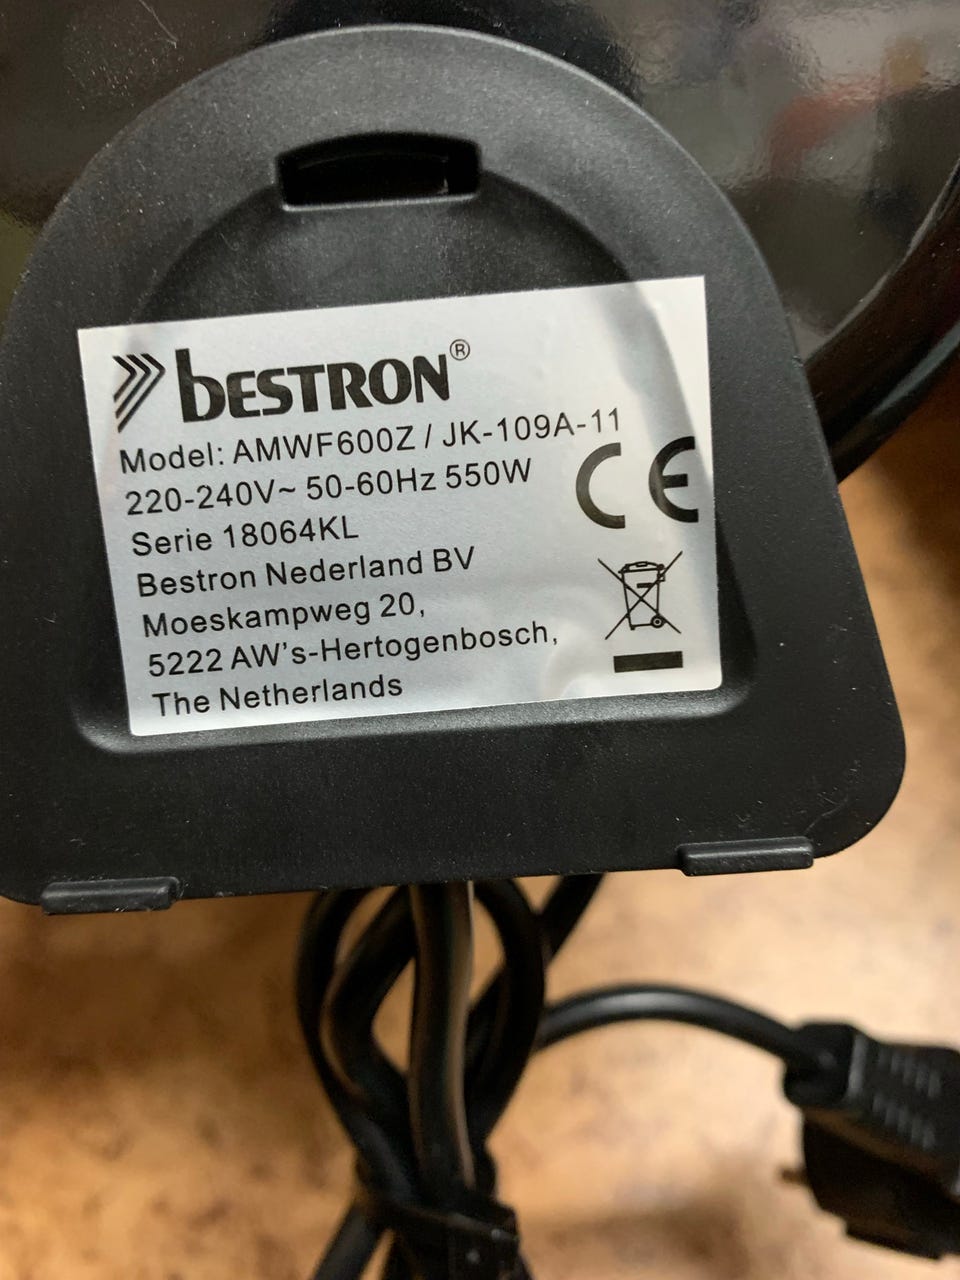 bESTRON®
Model: AMWF600Z / JK-109A-11
220-240V~ 50-60Hz 550W
CE
Serie 18064KL
Bestron Nederland BV
Moeskampweg 20,
5222 AW's-Hertogenbosch,
The Netherlands